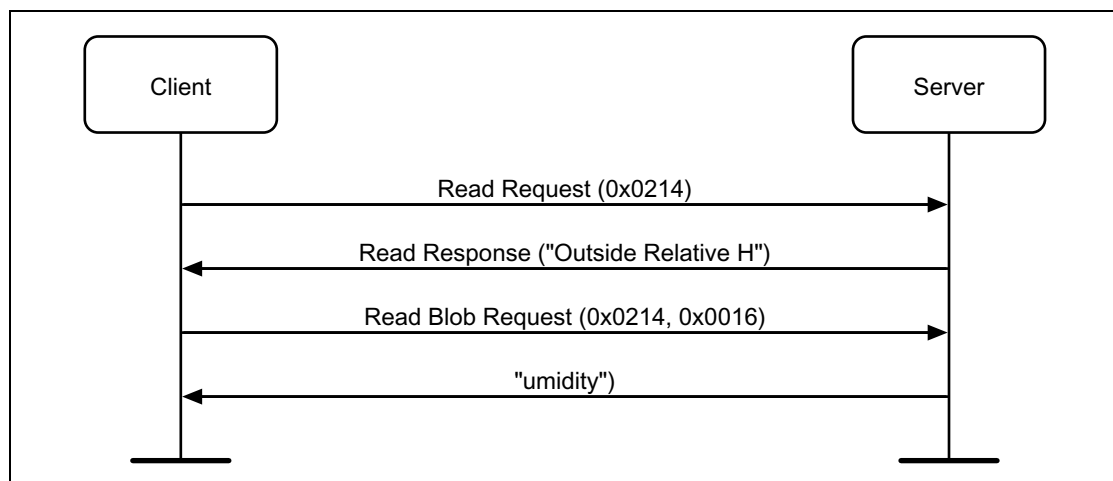 Client
Server
Read Request (0x0214)
Read Response ("Outside Relative H")
Read Blob Request (0x0214, 0x0016)
"umidity")